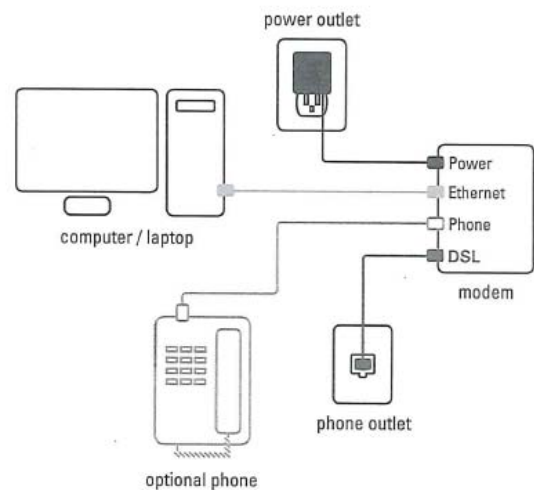 power outlet
Power
Ethernet
Phone
DSL
modem
computer / laptop
phone outlet
optional phone